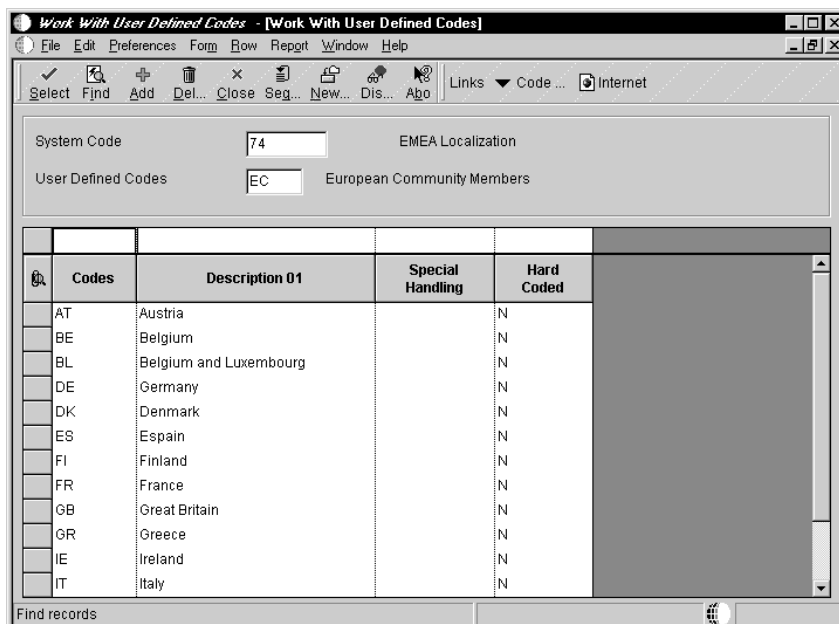 Work With User Defined Codes - [Work With User Defined Codes]
File Edit Preferences Form Row Report Window Help
Select Find Add Del... Close Seq... New... Dis... Abo Links Code ... Internet
System Code 74 EMEA Localization
User Defined Codes EC European Community Members
Codes Description 01 Special Handling Hard Coded
AT Austria N
BE Belgium N
BL Belgium and Luxembourg N
DE Germany N
DK Denmark N
ES Espain N
FI Finland N
FR France N
GB Great Britain N
GR Greece N
IE Ireland N
IT Italy N
Find records